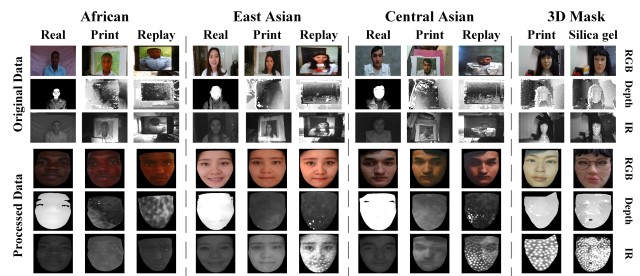 African East Asian Central Asian 3D Mask
Real Print Replay Real Print Replay Real Print Replay Print Silica gel
Original Data
RGB
Depth
IR
Processed Data
RGB
Depth
IR